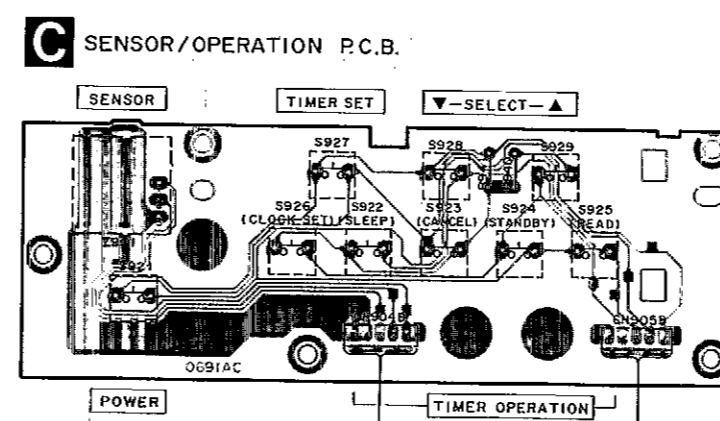 C SENSOR/OPERATION P.C.B.
SENSOR
TIMER SET
▼-SELECT-▲
S927
S928
S929
S926
(CLOCK SET)
S922
(SLEEP)
S923
(CANCEL)
S924
(STANDBY)
S925
0691AC
POWER
TIMER OPERATION